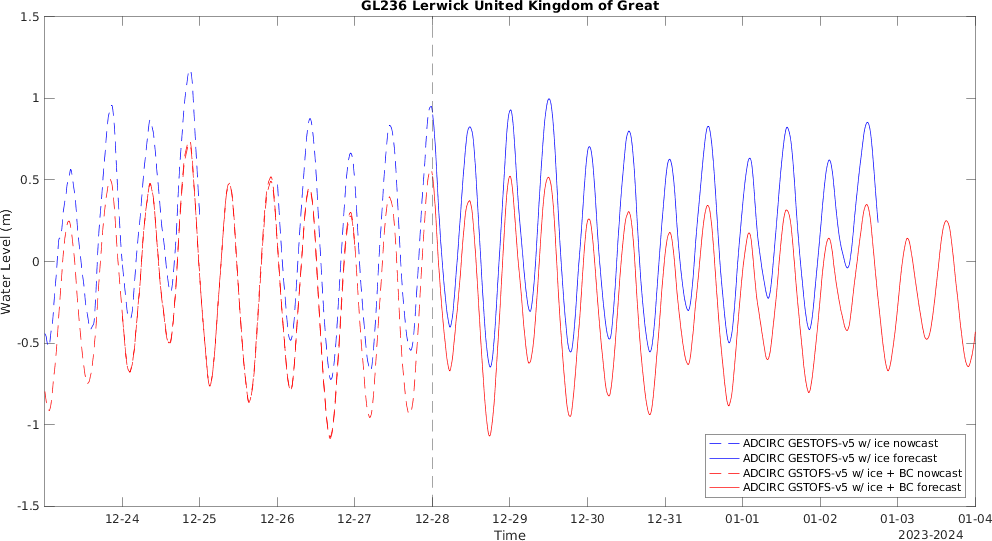 GL236 Lerwick United Kingdom of Great
1.5
1
0.5
0
-0.5
-1
-1.5
Water Level (m)
ADCIRC GESTOFS-v5 w/ ice nowcast
ADCIRC GESTOFS-v5 w/ ice forecast
ADCIRC GSTOFS-v5 w/ ice + BC nowcast
ADCIRC GSTOFS-v5 w/ ice + BC forecast
12-24 12-25 12-26 12-27 12-28 12-29 12-30 12-31 01-01 01-02 01-03 01-04
Time
2023-2024